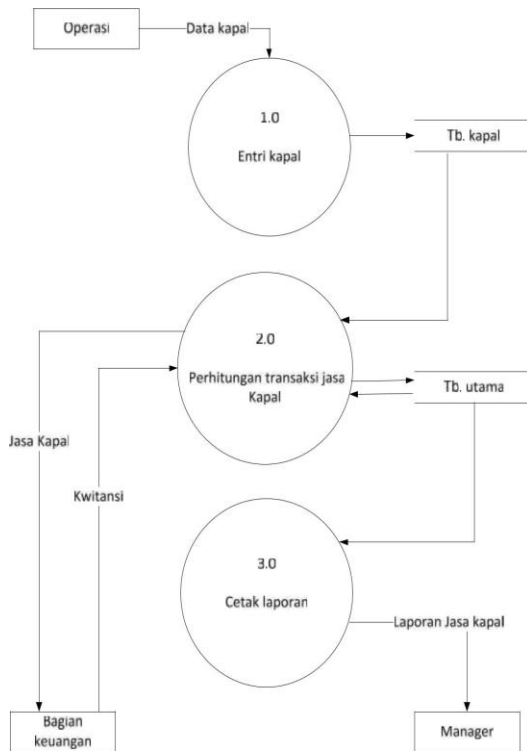 Operasi
Data kapal
1.0
Entri kapal
Tb. kapal
2.0
Perhitungan transaksi jasa
Kapal
Tb. utama
Jasa Kapal
Kwitansi
3.0
Cetak laporan
Laporan Jasa kapal
Bagian
keuangan
Manager